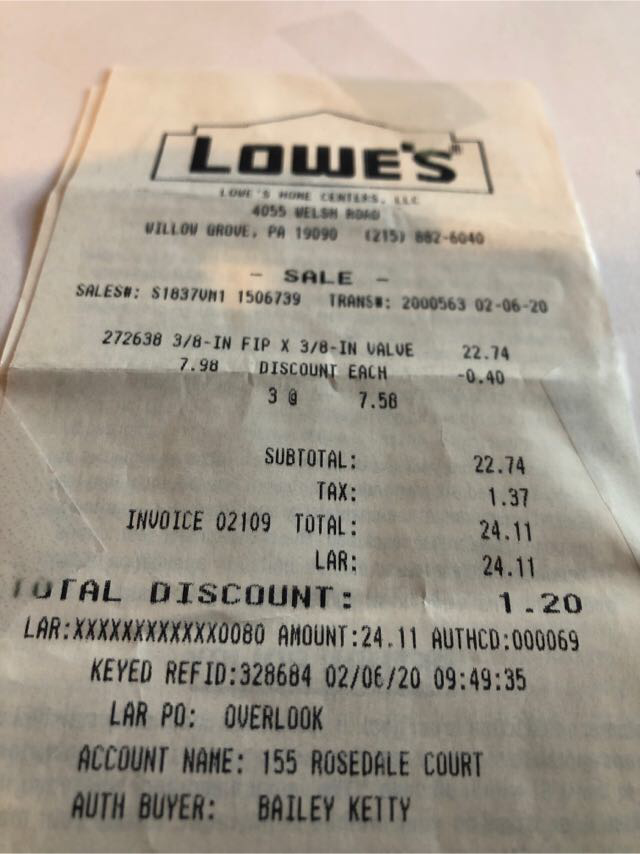 LOWE'S®
LOWE'S HOME CENTERS, LLC
4055 WELSH ROAD
WILLOW GROVE, PA 19090 (215) 882-6040
- SALE -
SALES#: S1837VM1 1506739 TRANS#: 2000563 02-06-20
272638 3/8-IN FIP X 3/8-IN VALVE 22.74
7.98 DISCOUNT EACH -0.40
3 @ 7.58
SUBTOTAL: 22.74
TAX: 1.37
INVOICE 02109 TOTAL: 24.11
LAR: 24.11
TOTAL DISCOUNT: 1.20
LAR:XXXXXXXXXXXX0080 AMOUNT:24.11 AUTHCD:000069
KEYED REFID:328684 02/06/20 09:49:35
LAR PO: OVERLOOK
ACCOUNT NAME: 155 ROSEDALE COURT
AUTH BUYER: BAILEY KETTY